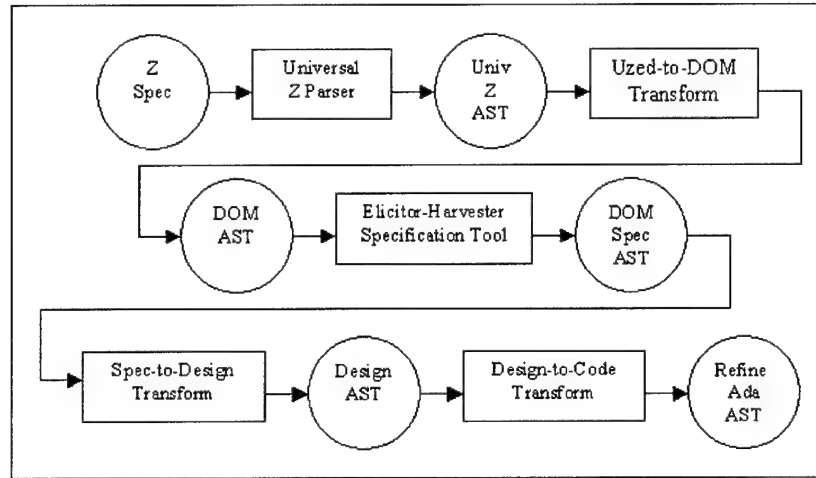 Z
Spec
Universal
Z Parser
Univ
Z
AST
Uzed-to-DOM
Transform
DOM
AST
Elicitor-Harvester
Specification Tool
DOM
Spec
AST
Spec-to-Design
Transform
Design
AST
Design-to-Code
Transform
Refine
Ada
AST